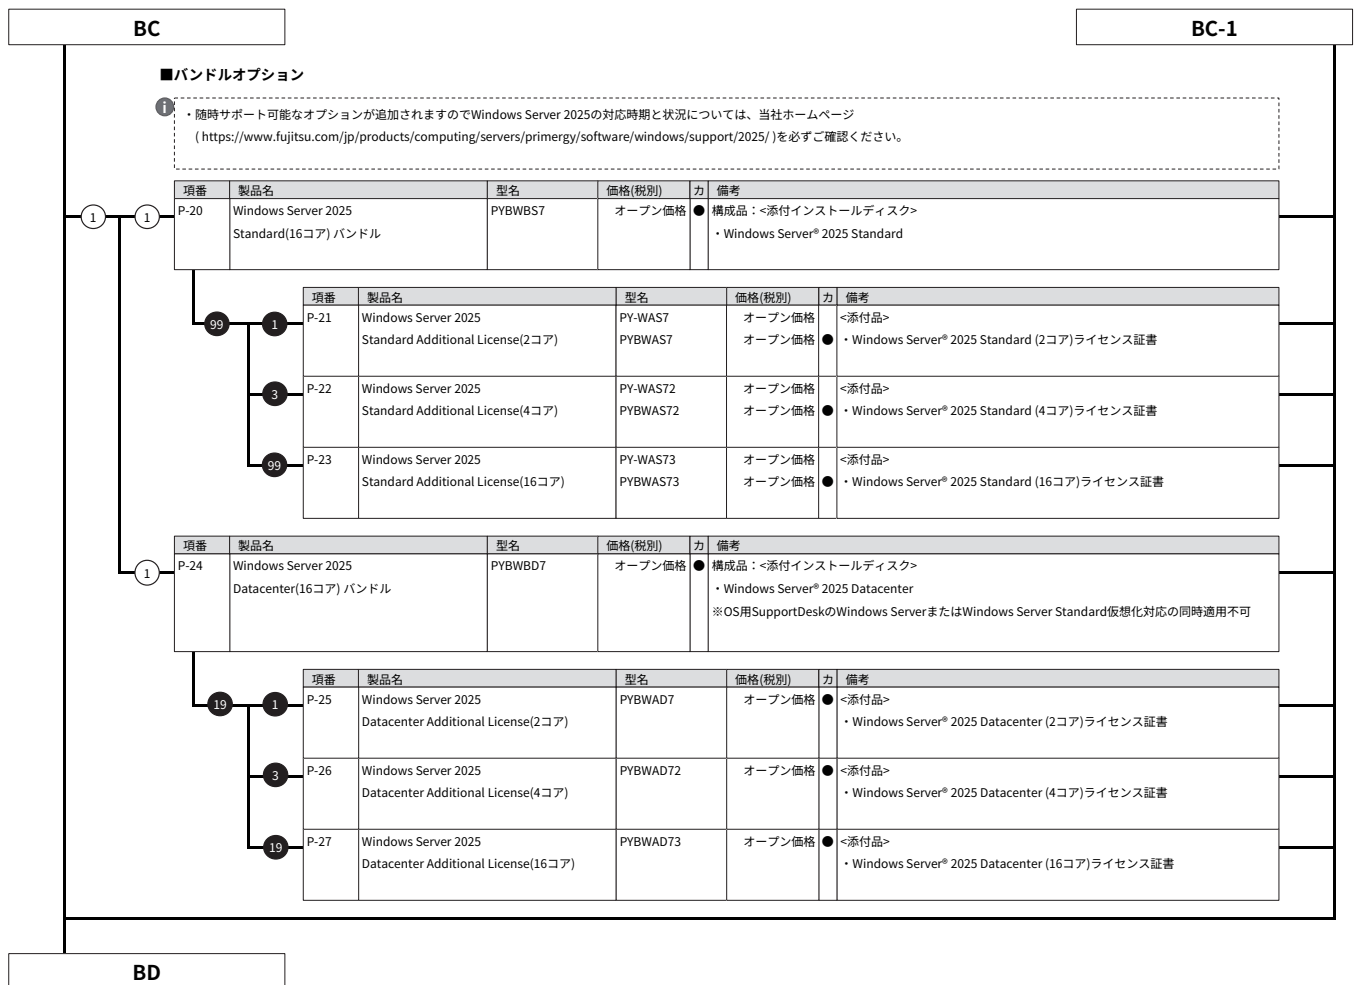 BC
BC-1
■バンドルオプション
i
・随時サポート可能なオプションが追加されますのでWindows Server 2025の対応時期と状況については、当社ホームページ
( https://www.fujitsu.com/jp/products/computing/servers/primergy/software/windows/support/2025/ )を必ずご確認ください。
項番 製品名 型名 価格(税別) カ 備考
1 1 P-20 Windows Server 2025 PYBWBS7 オープン価格 ● 構成品：<添付インストールディスク>
Standard(16コア) バンドル ・Windows Server® 2025 Standard
項番 製品名 型名 価格(税別) カ 備考
99 1 P-21 Windows Server 2025 PY-WAS7 オープン価格 <添付品>
Standard Additional License(2コア) PYBWAS7 オープン価格 ● ・Windows Server® 2025 Standard (2コア)ライセンス証書
3 P-22 Windows Server 2025 PY-WAS72 オープン価格 <添付品>
Standard Additional License(4コア) PYBWAS72 オープン価格 ● ・Windows Server® 2025 Standard (4コア)ライセンス証書
99 P-23 Windows Server 2025 PY-WAS73 オープン価格 <添付品>
Standard Additional License(16コア) PYBWAS73 オープン価格 ● ・Windows Server® 2025 Standard (16コア)ライセンス証書
項番 製品名 型名 価格(税別) カ 備考
1 P-24 Windows Server 2025 PYBWBD7 オープン価格 ● 構成品：<添付インストールディスク>
Datacenter(16コア) バンドル ・Windows Server® 2025 Datacenter
※OS用SupportDeskのWindows ServerまたはWindows Server Standard仮想化対応の同時適用不可
項番 製品名 型名 価格(税別) カ 備考
19 1 P-25 Windows Server 2025 PYBWAD7 オープン価格 ● <添付品>
Datacenter Additional License(2コア) ・Windows Server® 2025 Datacenter (2コア)ライセンス証書
3 P-26 Windows Server 2025 PYBWAD72 オープン価格 ● <添付品>
Datacenter Additional License(4コア) ・Windows Server® 2025 Datacenter (4コア)ライセンス証書
19 P-27 Windows Server 2025 PYBWAD73 オープン価格 ● <添付品>
Datacenter Additional License(16コア) ・Windows Server® 2025 Datacenter (16コア)ライセンス証書
BD